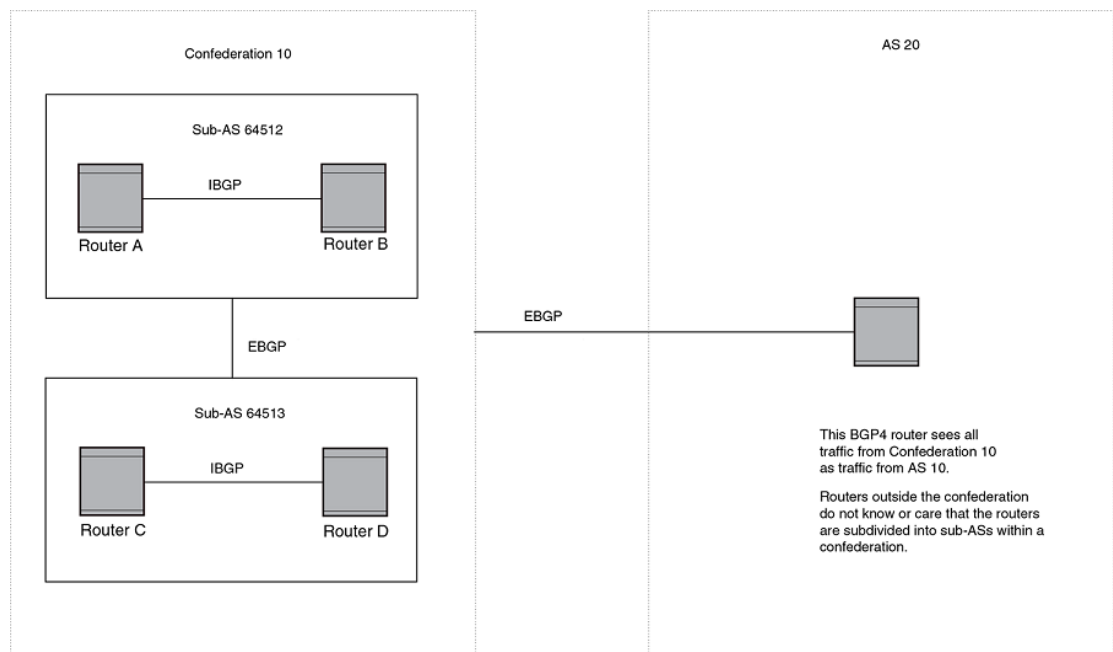 Confederation 10
AS 20
Sub-AS 64512
IBGP
Router A
Router B
EBGP
EBGP
Sub-AS 64513
IBGP
Router C
Router D
This BGP4 router sees all
traffic from Confederation 10
as traffic from AS 10.
Routers outside the confederation
do not know or care that the routers
are subdivided into sub-ASs within a
confederation.